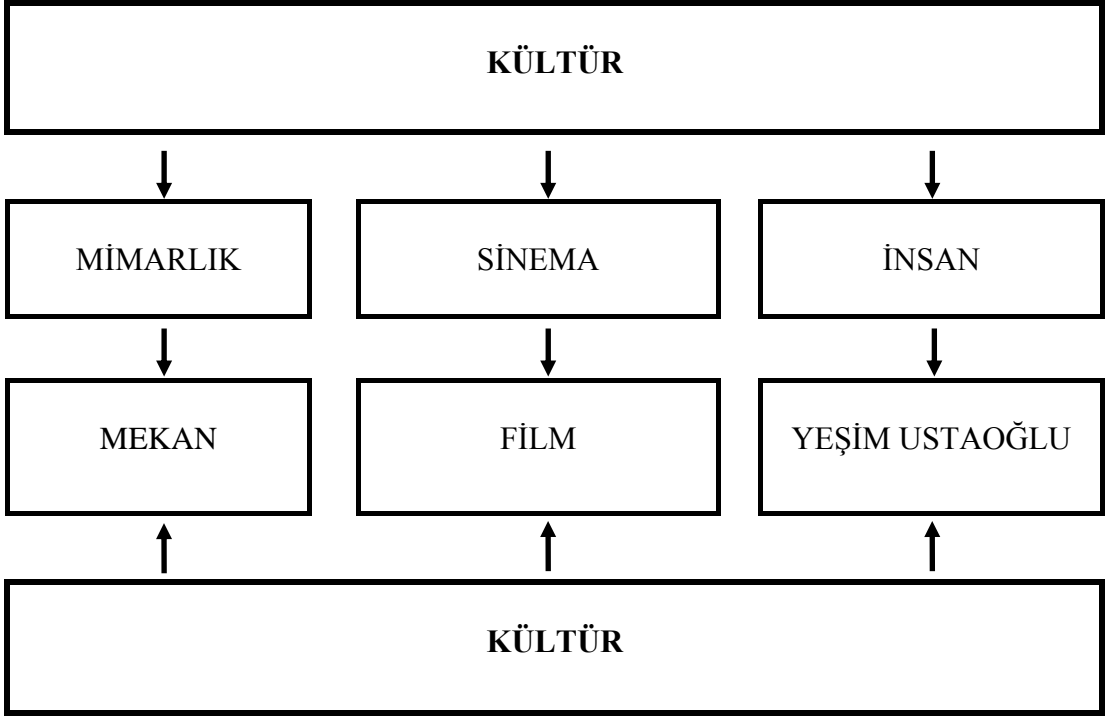 KÜLTÜR
MİMARLIK
SİNEMA
İNSAN
MEKAN
FİLM
YEŞİM USTAOĞLU
KÜLTÜR